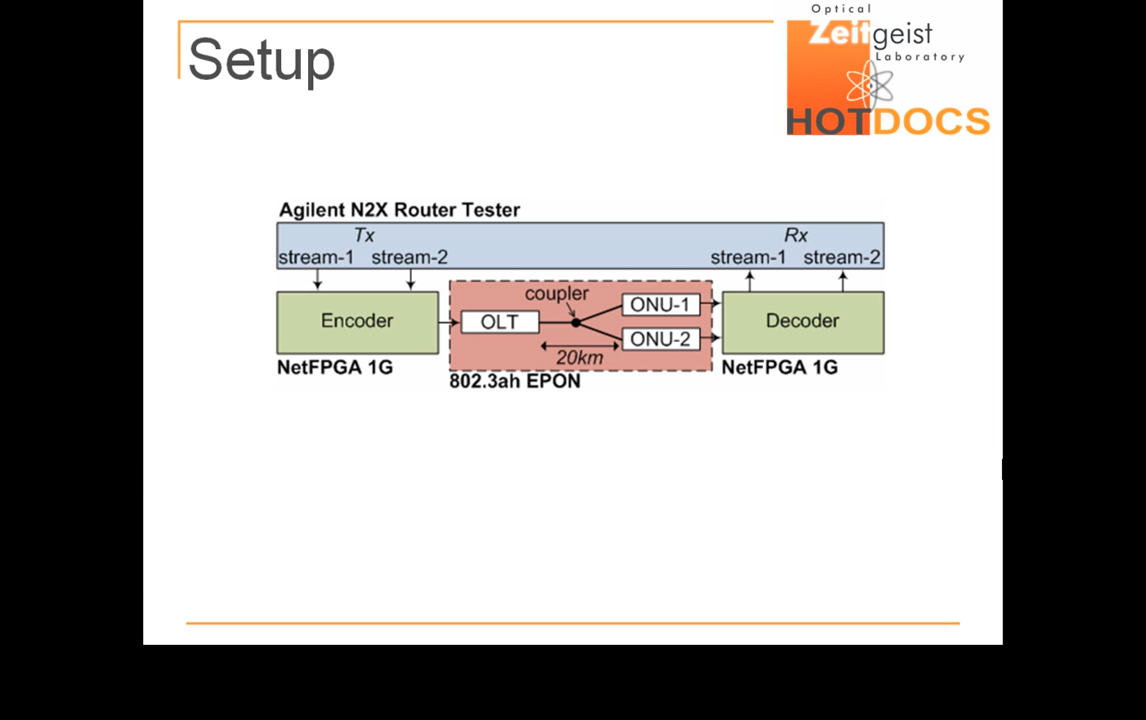 Optical
Zeitgeist
Laboratory
HOTDOCS
Setup
Agilent N2X Router Tester
Tx
Rx
stream-1 stream-2
stream-1 stream-2
Encoder
coupler
OLT
ONU-1
ONU-2
20km
Decoder
NetFPGA 1G
802.3ah EPON
NetFPGA 1G